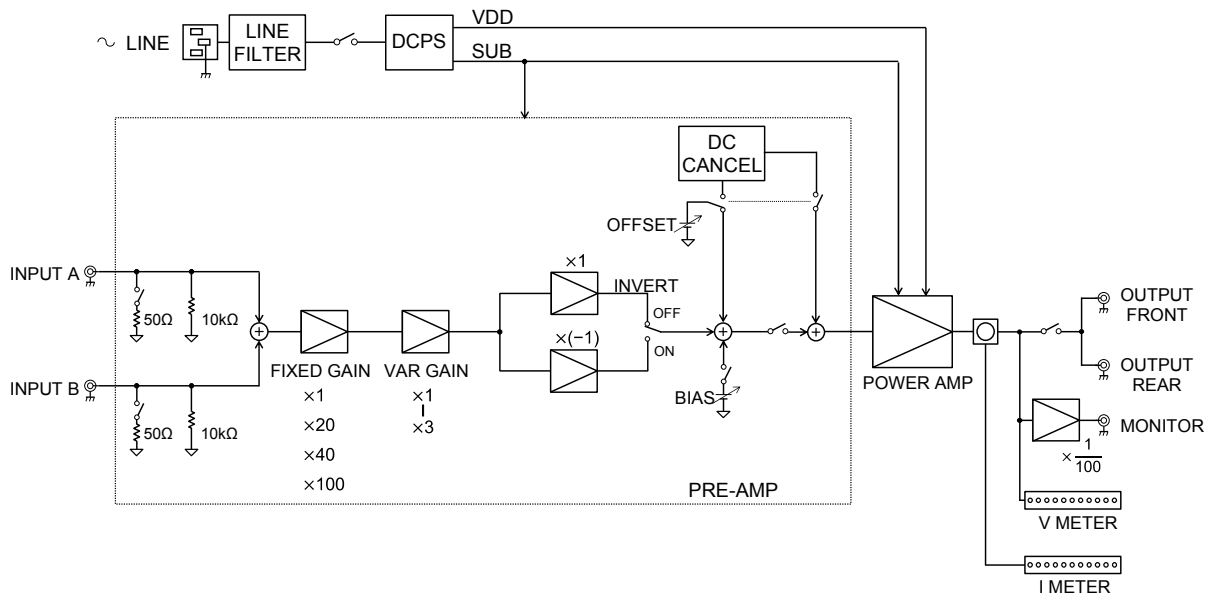 VDD
～ LINE
LINE
FILTER
DCPS
SUB
DC
CANCEL
OFFSET
INPUT A
50Ω
10kΩ
×1
INVERT
OFF
ON
×(−1)
FIXED GAIN
×1
×20
×40
×100
VAR GAIN
×1
×3
BIAS
POWER AMP
OUTPUT
FRONT
OUTPUT
REAR
INPUT B
50Ω
10kΩ
MONITOR
×1/100
PRE-AMP
V METER
I METER